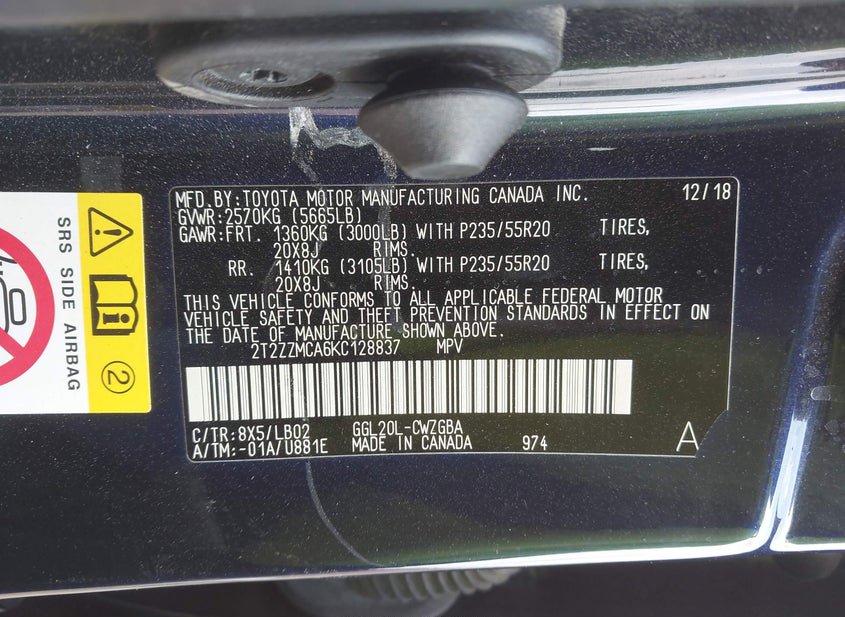 MFD.BY:TOYOTA MOTOR MANUFACTURING CANADA INC. 12/18
GVWR:2570KG (5665LB)
GAWR:FRT. 1360KG (3000LB) WITH P235/55R20 TIRES,
20X8J RIMS.
RR. 1410KG (3105LB) WITH P235/55R20 TIRES,
20X8J RIMS.
THIS VEHICLE CONFORMS TO ALL APPLICABLE FEDERAL MOTOR
VEHICLE SAFETY AND THEFT PREVENTION STANDARDS IN EFFECT ON
THE DATE OF MANUFACTURE SHOWN ABOVE.
2T2ZZMCA6KC128837 MPV
C/TR:8X5/LB02 GGL20L-CWZGBA
A/TM:-01A/U881E MADE IN CANADA 974 A
SRS SIDE AIRBAG
2